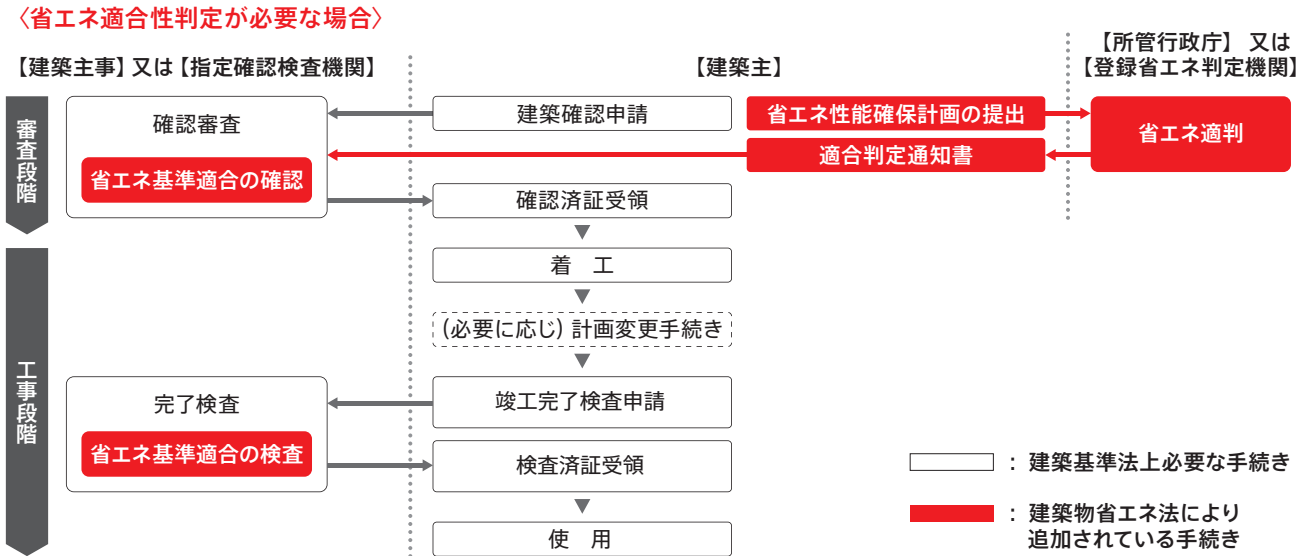 〈省エネ適合性判定が必要な場合〉
【建築主事】又は【指定確認検査機関】
【建築主】
【所管行政庁】 又は
【登録省エネ判定機関】
審査段階
確認審査
省エネ基準適合の確認
建築確認申請
省エネ性能確保計画の提出
適合判定通知書
省エネ適判
確認済証受領
着　工
(必要に応じ) 計画変更手続き
工事段階
完了検査
省エネ基準適合の検査
竣工完了検査申請
検査済証受領
使　用
： 建築基準法上必要な手続き
： 建築物省エネ法により
追加されている手続き